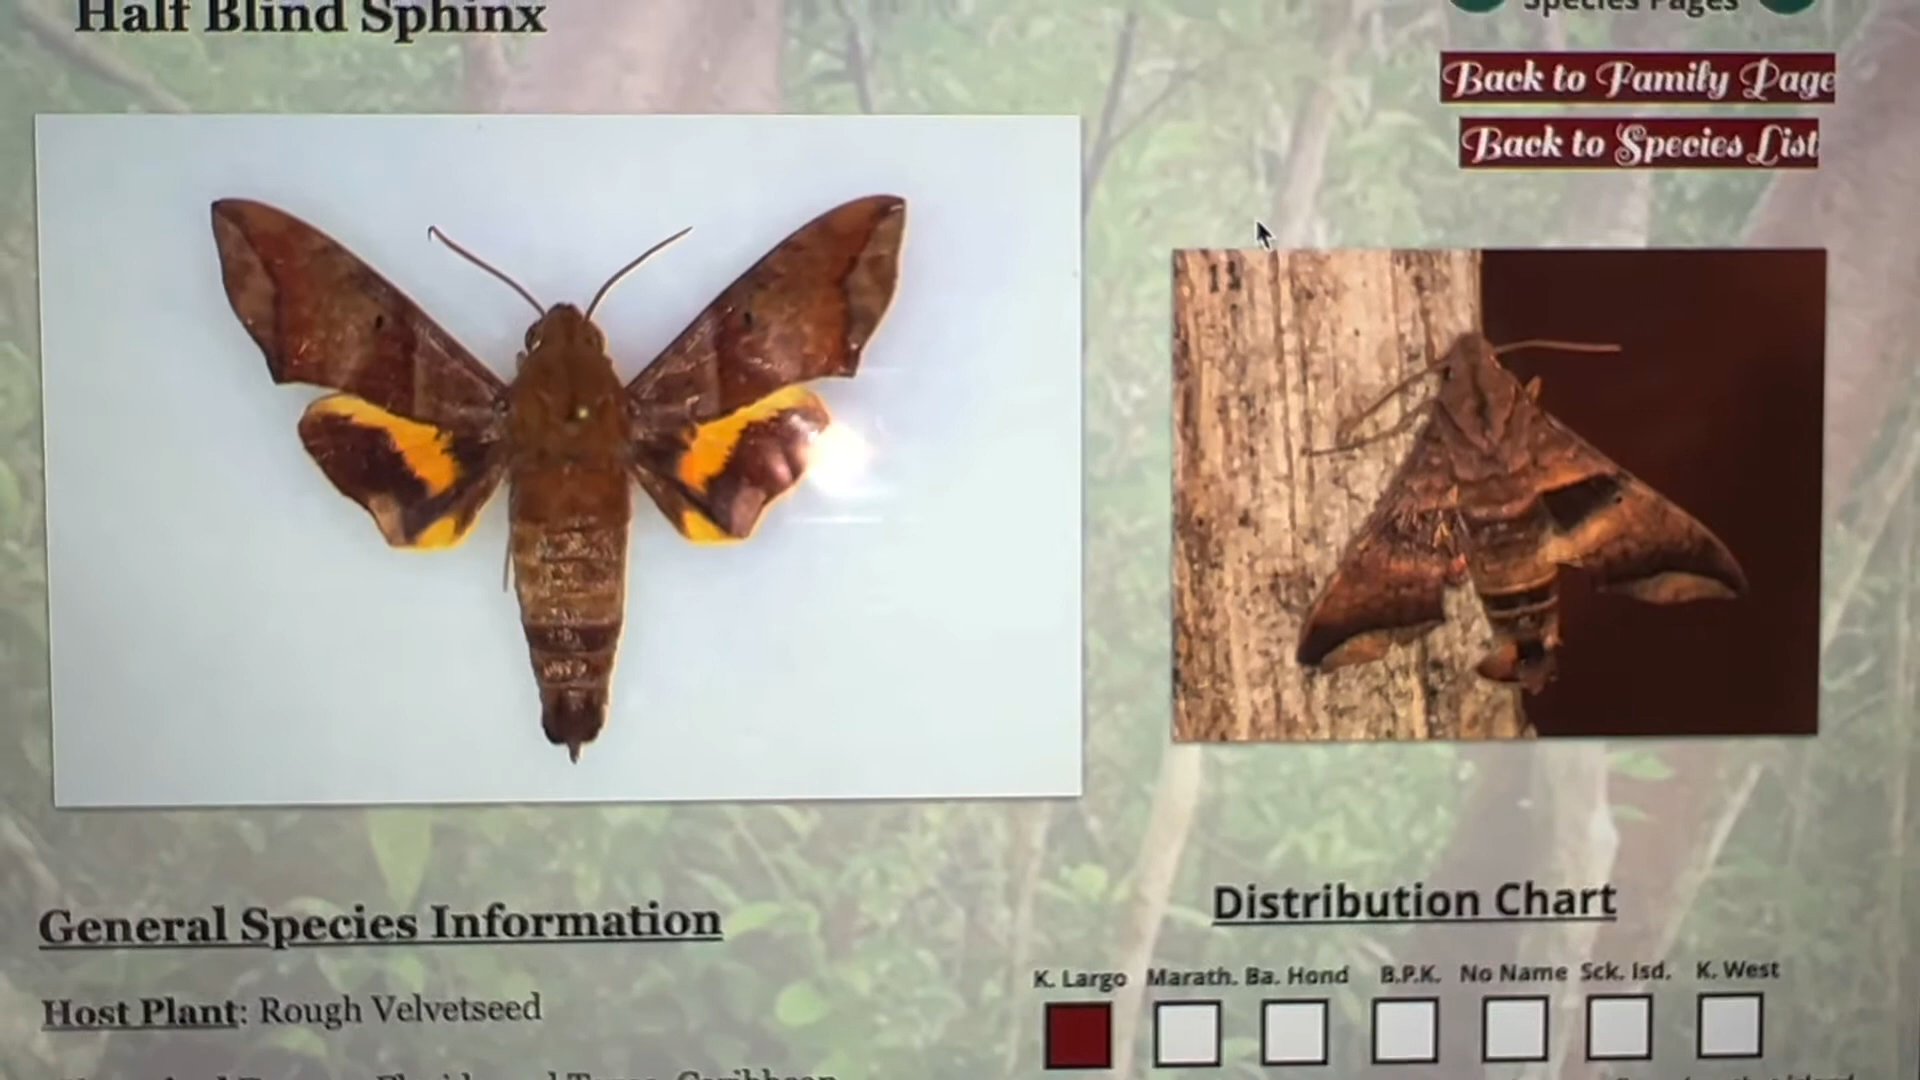 Half Blind Sphinx
Species Pages
Back to Family Page
Back to Species List
General Species Information
Distribution Chart
K. Largo Marath. Ba. Hond B.P.K. No Name Sck. Isd. K. West
Host Plant: Rough Velvetseed